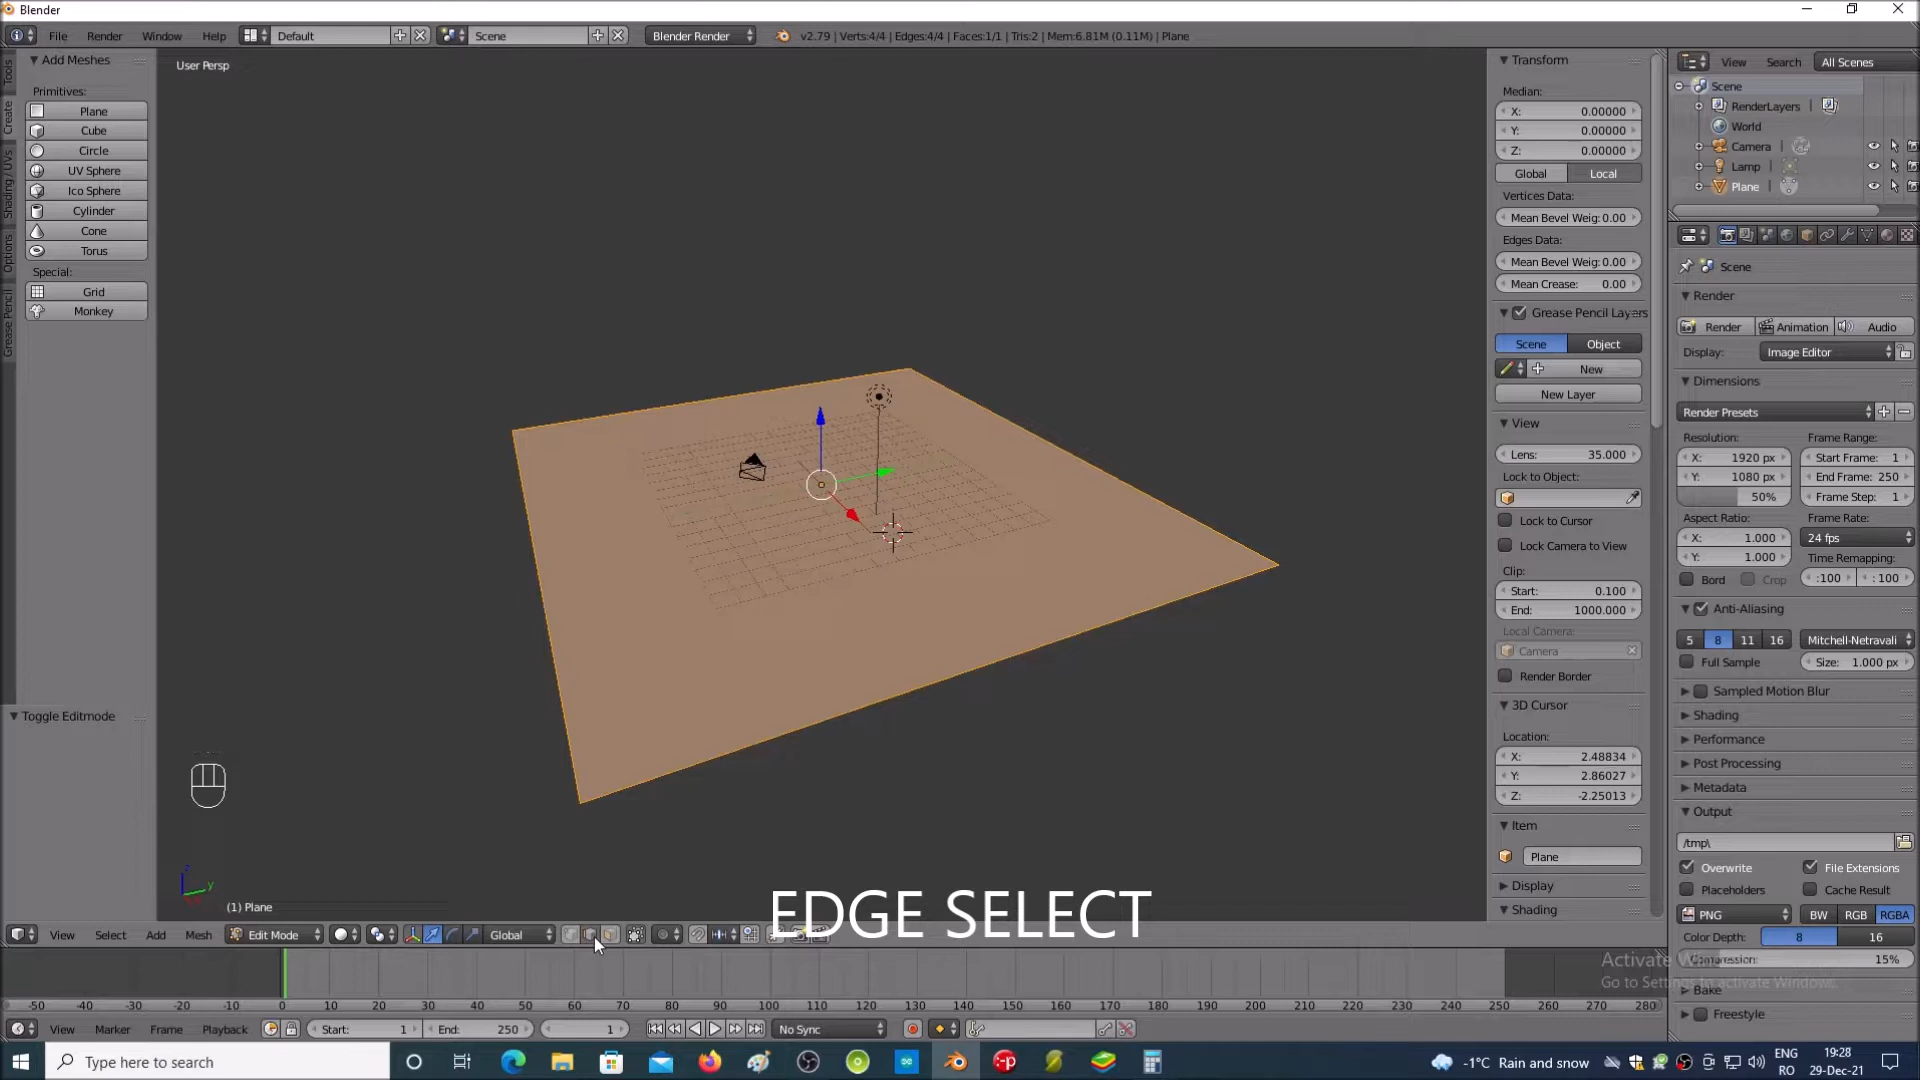 Blender
File Render Window Help Default Scene Blender Render v2.79 | Verts:4/4 | Edges:4/4 | Faces:1/1 | Tris:2 | Mem:6.81M (0.11M) | Plane
Tools
Create
Shading / UVs
Options
Grease Pencil
Add Meshes
Primitives:
Plane
Cube
Circle
UV Sphere
Ico Sphere
Cylinder
Cone
Torus
Special:
Grid
Monkey
Toggle Editmode
User Persp
(1) Plane
EDGE SELECT
Transform
Median:
X: 0.00000
Y: 0.00000
Z: 0.00000
Global Local
Vertices Data:
Mean Bevel Weig: 0.00
Edges Data:
Mean Bevel Weig: 0.00
Mean Crease: 0.00
Grease Pencil Layers
Scene Object
New
New Layer
View
Lens: 35.000
Lock to Object:
Lock to Cursor
Lock Camera to View
Clip:
Start: 0.100
End: 1000.000
Local Camera:
Camera
Render Border
3D Cursor
Location:
X: 2.48834
Y: 2.86027
Z: -2.25013
Item
Plane
Display
Shading
View Search All Scenes
Scene
RenderLayers
World
Camera
Lamp
Plane
Scene
Render
Render Animation Audio
Display: Image Editor
Dimensions
Render Presets
Resolution: Frame Range:
X: 1920 px Start Frame: 1
Y: 1080 px End Frame: 250
50% Frame Step: 1
Aspect Ratio: Frame Rate:
X: 1.000 24 fps
Y: 1.000 Time Remapping:
Bord Crop :100 :100
Anti-Aliasing
5 8 11 16 Mitchell-Netravali
Full Sample Size: 1.000 px
Sampled Motion Blur
Shading
Performance
Post Processing
Metadata
Output
/tmp\
Overwrite File Extensions
Placeholders Cache Result
PNG BW RGB RGBA
Color Depth: 8 16
Compression: 15%
Activate Windows
Go to Settings to activate Windows.
Bake
Freestyle
View Select Add Mesh Edit Mode Global
-50 -40 -30 -20 -10 0 10 20 30 40 50 60 70 80 90 100 110 120 130 140 150 160 170 180 190 200 210 220 230 240 250 260 270 280
View Marker Frame Playback Start: 1 End: 250 1 No Sync
Type here to search
-1°C Rain and snow
ENG
RO
19:28
29-Dec-21